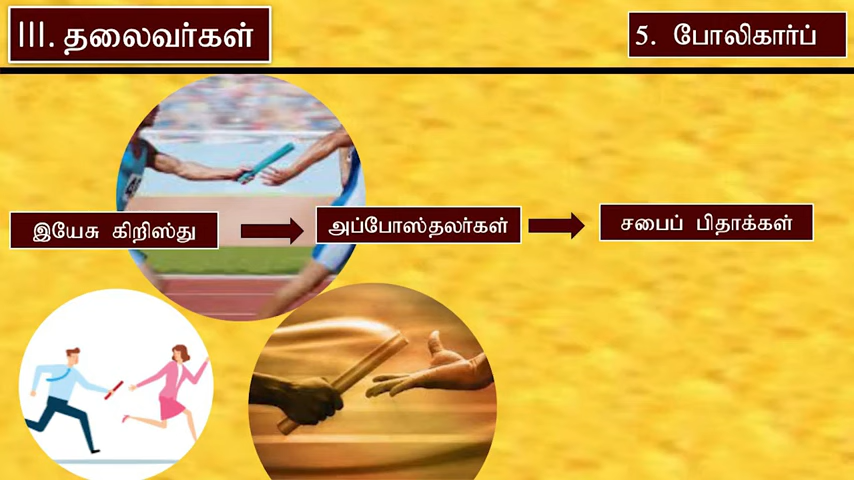 III. தலைவர்கள்
5. போலிகார்ப்
இயேசு கிறிஸ்து
அப்போஸ்தலர்கள்
சபைப் பிதாக்கள்